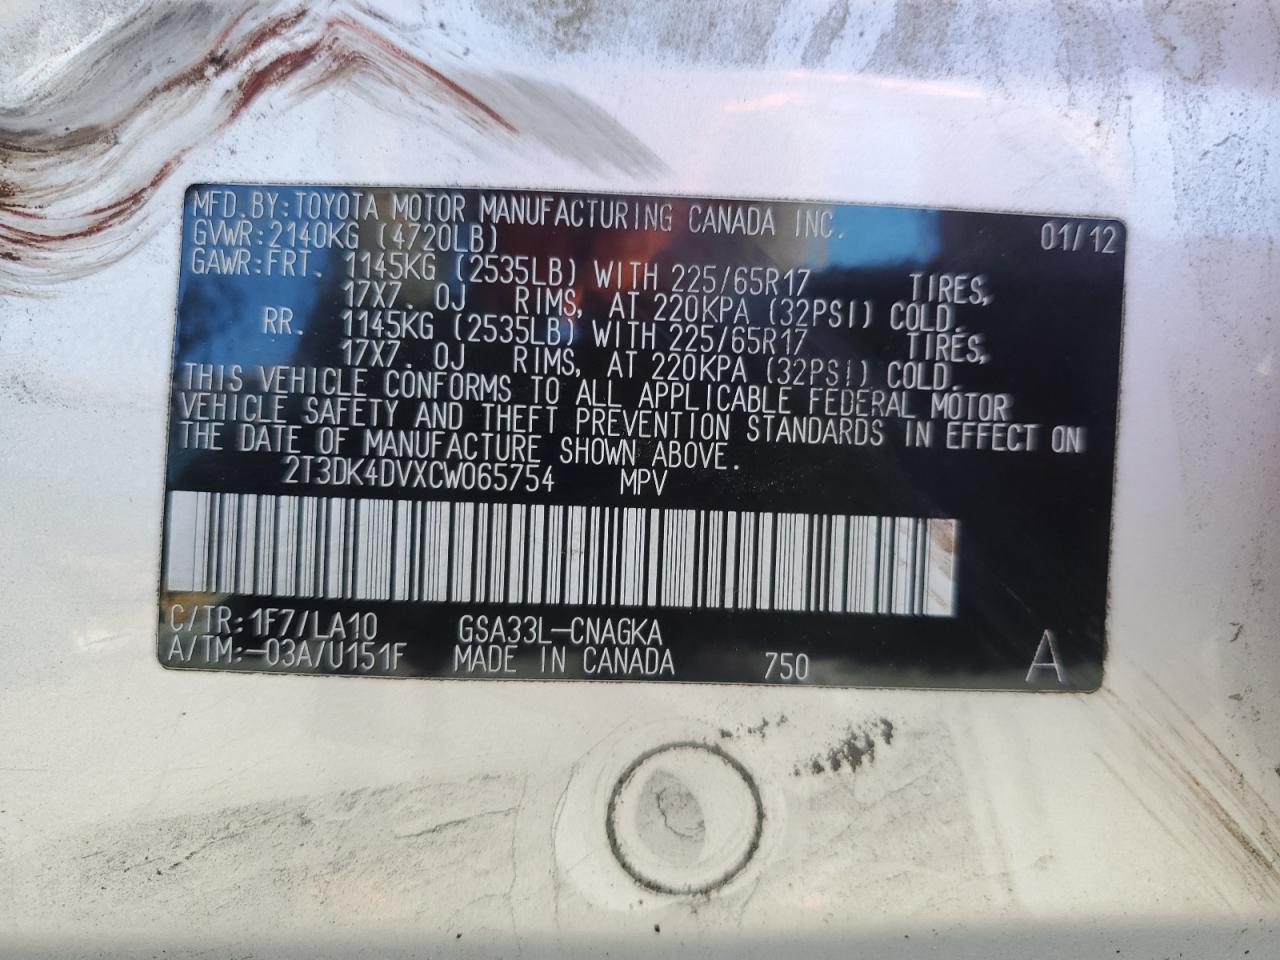 MFD.BY:TOYOTA MOTOR MANUFACTURING CANADA INC. 01/12
GVWR:2140KG (4720LB)
GAWR:FRT. 1145KG (2535LB) WITH 225/65R17 TIRES,
17X7.0J RIMS, AT 220KPA (32PSI) COLD.
RR. 1145KG (2535LB) WITH 225/65R17 TIRES,
17X7.0J RIMS, AT 220KPA (32PSI) COLD.
THIS VEHICLE CONFORMS TO ALL APPLICABLE FEDERAL MOTOR
VEHICLE SAFETY AND THEFT PREVENTION STANDARDS IN EFFECT ON
THE DATE OF MANUFACTURE SHOWN ABOVE.
2T3DK4DVXCW065754 MPV
C/TR:1F7/LA10 GSA33L-CNAGKA
A/TM:-03A/U151F MADE IN CANADA 750 A